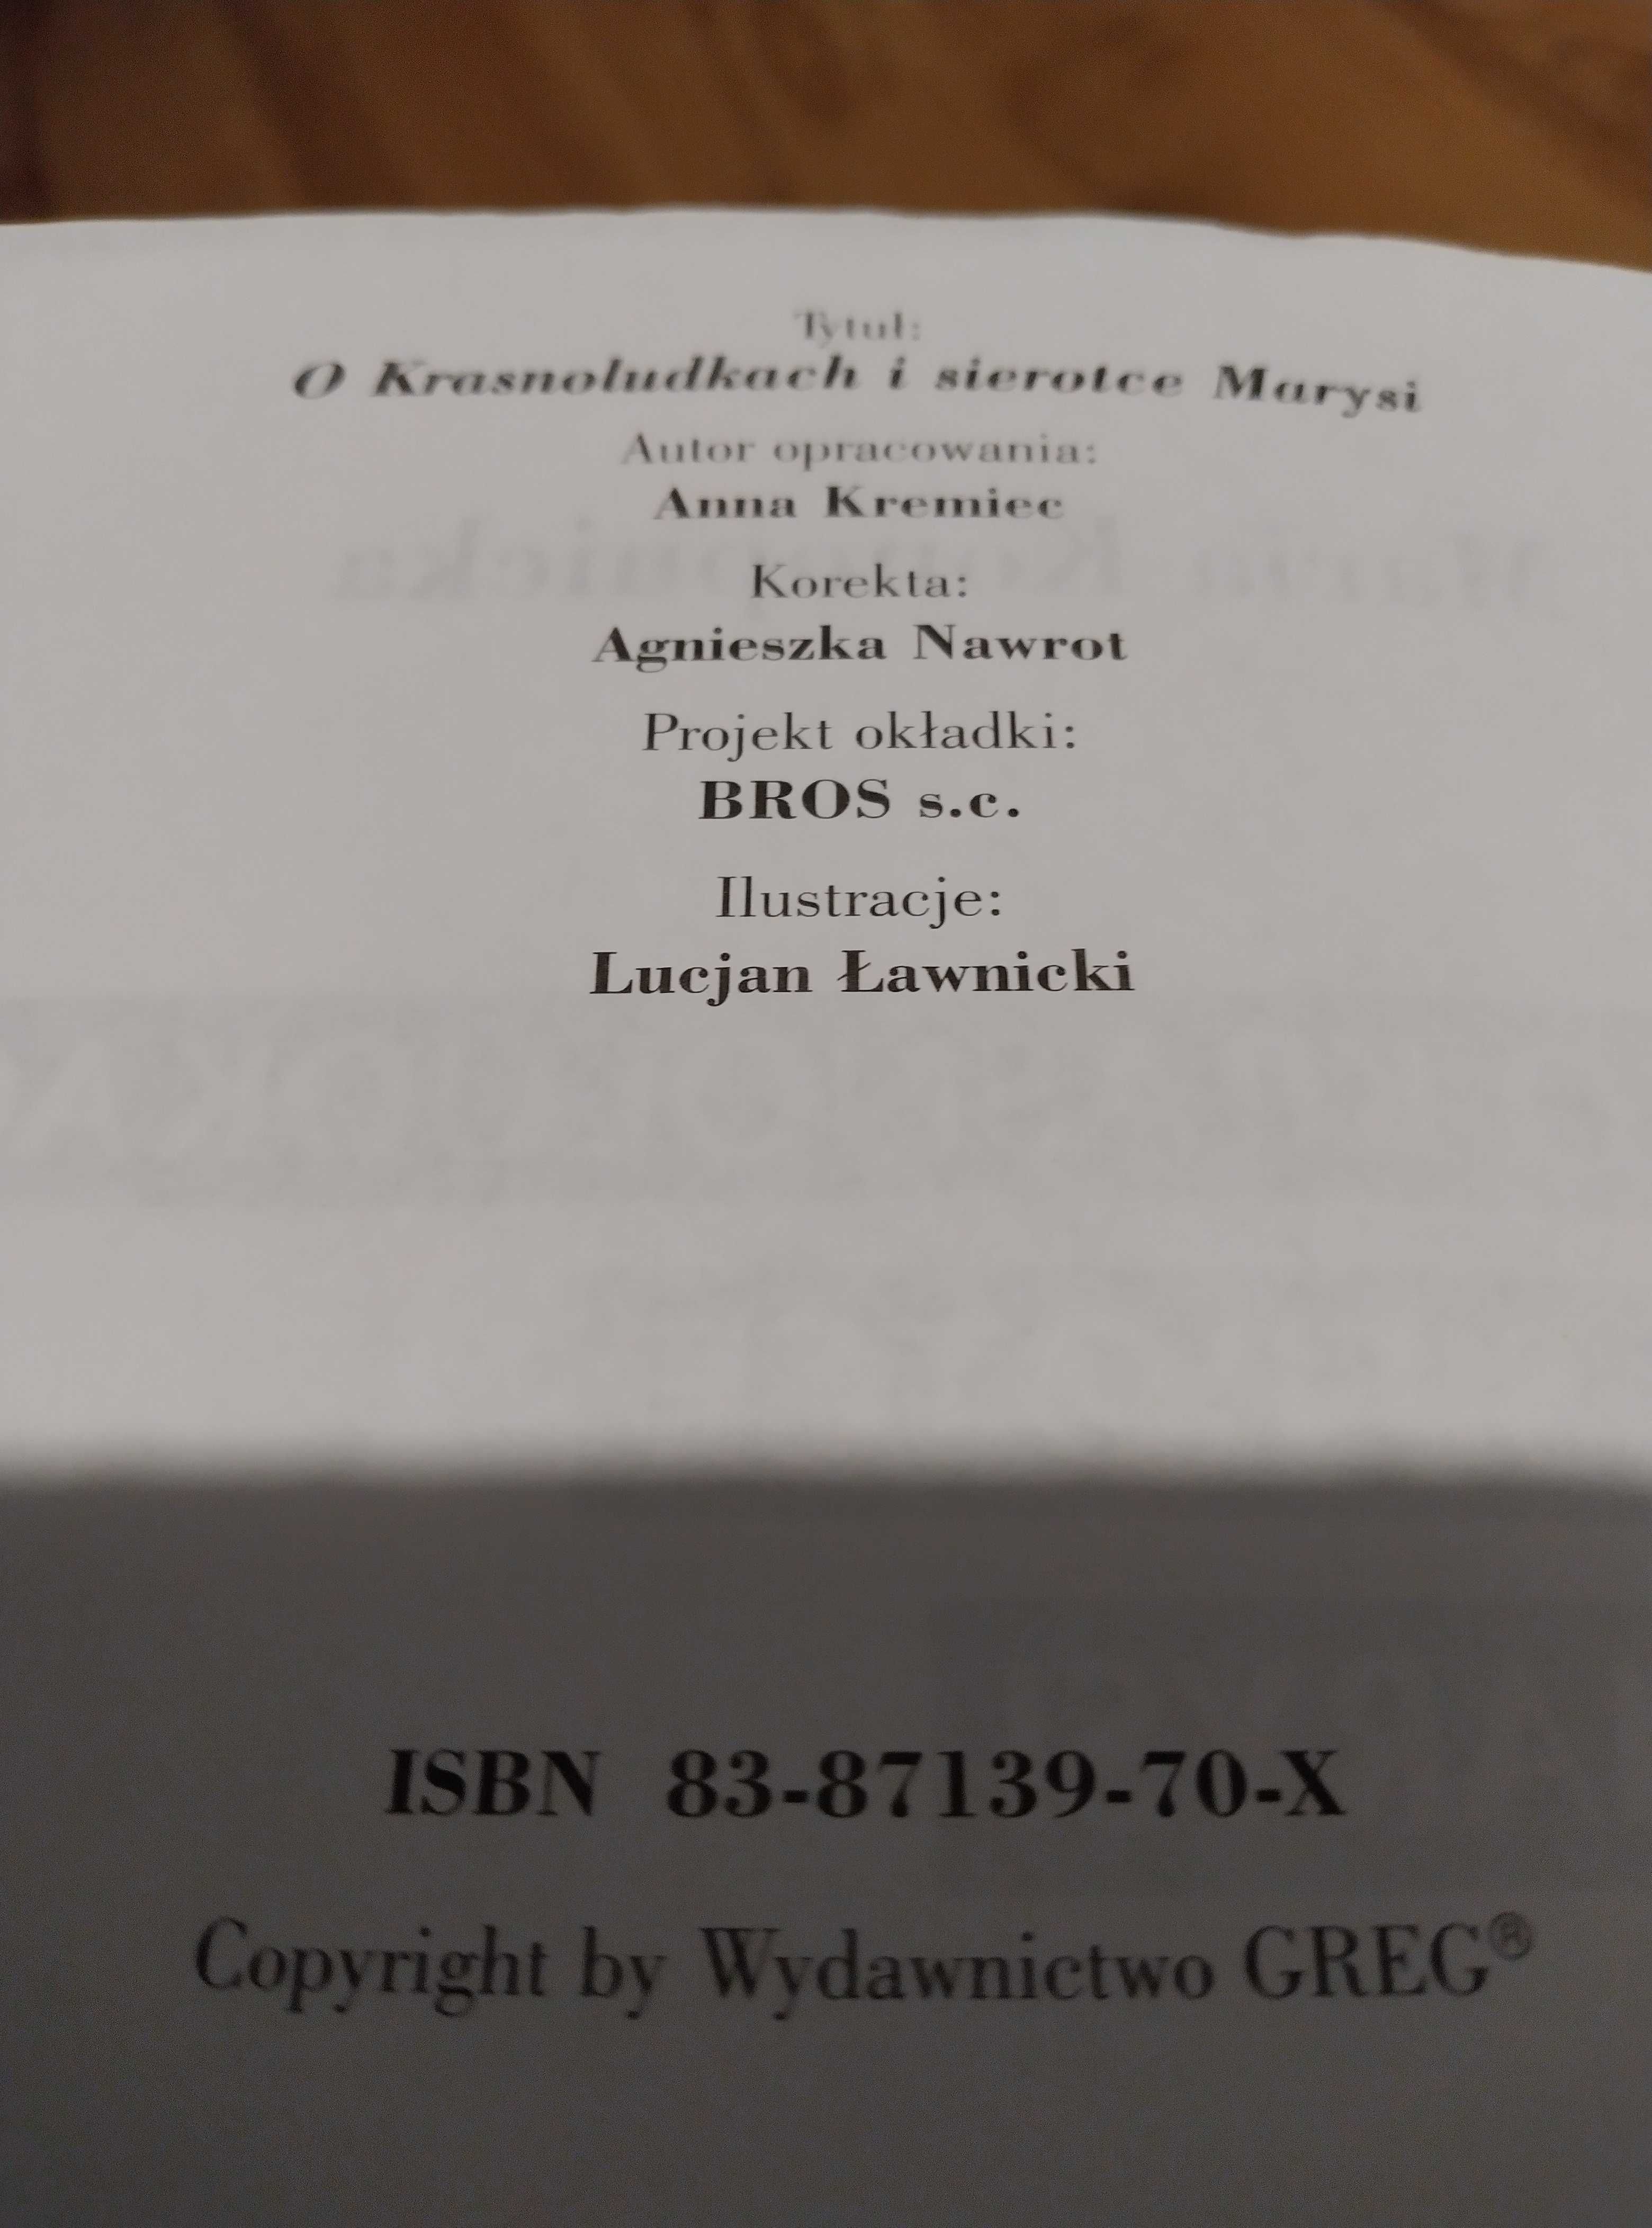 Tytuł:
O Krasnoludkach i sierotce Marysi
Autor opracowania:
Anna Kremiec
Korekta:
Agnieszka Nawrot
Projekt okładki:
BROS s.c.
Ilustracje:
Lucjan Ławnicki
ISBN 83-87139-70-X
Copyright by Wydawnictwo GREG®